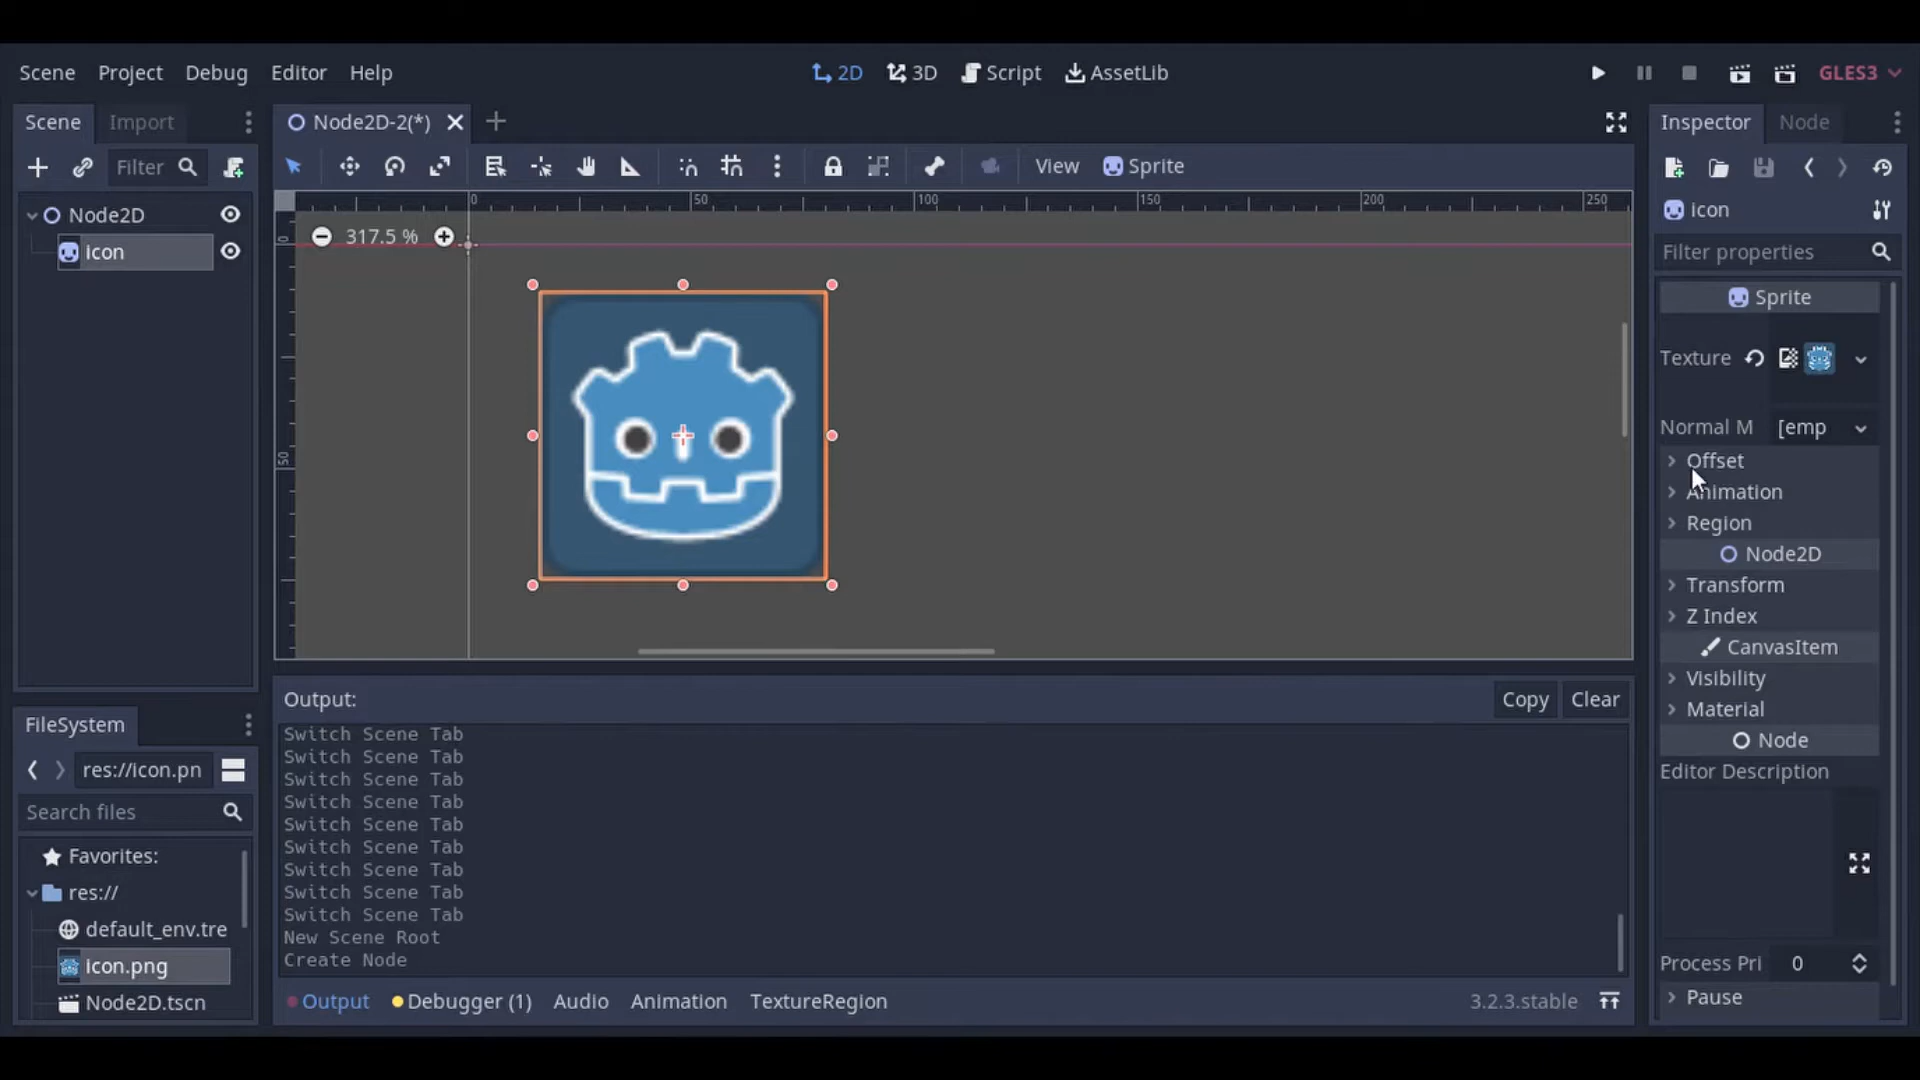 Scene Project Debug Editor Help
2D 3D Script AssetLib
GLES3
Scene Import
Node2D-2(*)
Inspector Node
Filter
View Sprite
0 50 100 150 200 250
0
50
317.5 %
Node2D
icon
icon
Filter properties
Sprite
Texture
Normal M [emp
Offset
Animation
Region
Node2D
Transform
Z Index
CanvasItem
Visibility
Material
Node
Editor Description
Process Pri 0
Pause
FileSystem
res://icon.pn
Search files
Favorites:
res://
default_env.tre
icon.png
Node2D.tscn
Output:
Copy Clear
Switch Scene Tab
Switch Scene Tab
Switch Scene Tab
Switch Scene Tab
Switch Scene Tab
Switch Scene Tab
Switch Scene Tab
Switch Scene Tab
Switch Scene Tab
New Scene Root
Create Node
Output Debugger (1) Audio Animation TextureRegion
3.2.3.stable